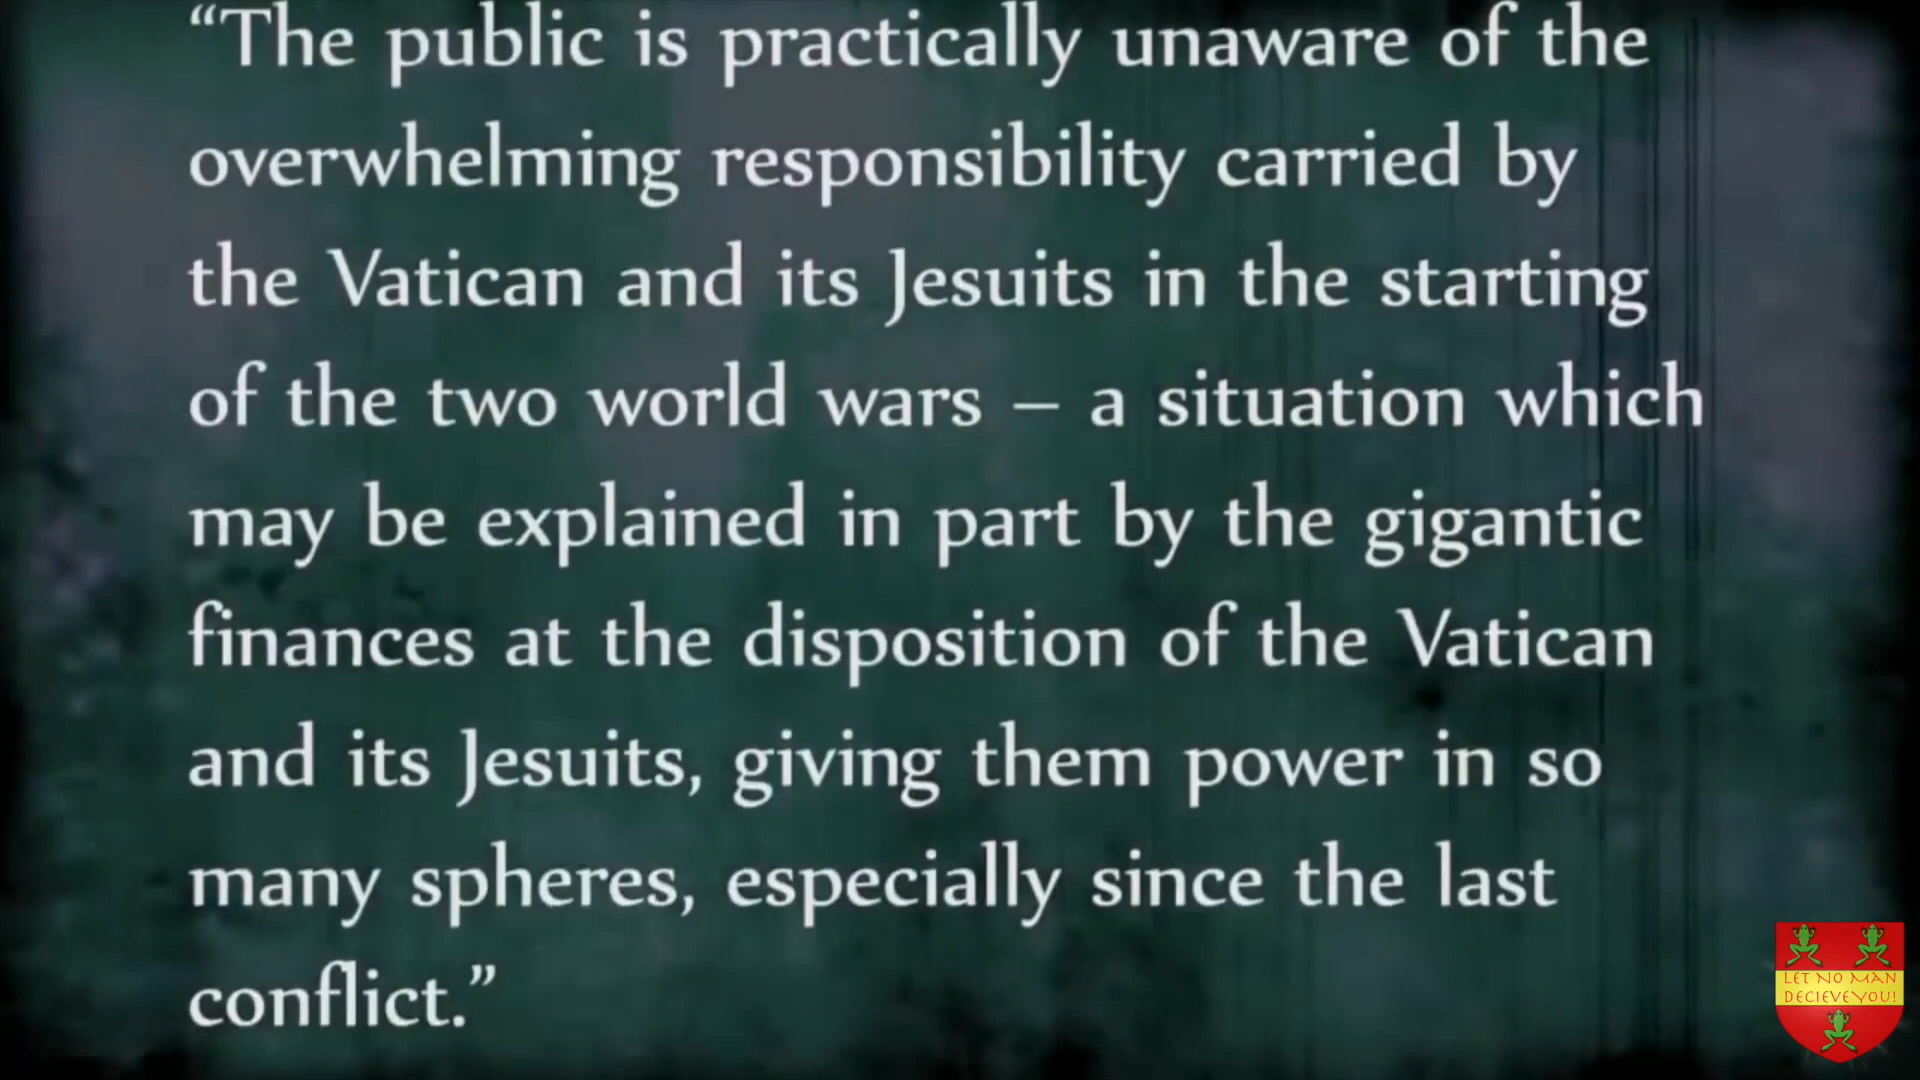 “The public is practically unaware of the
overwhelming responsibility carried by
the Vatican and its Jesuits in the starting
of the two world wars – a situation which
may be explained in part by the gigantic
finances at the disposition of the Vatican
and its Jesuits, giving them power in so
many spheres, especially since the last
conflict.”
LET NO MAN
DECIEVE YOU!